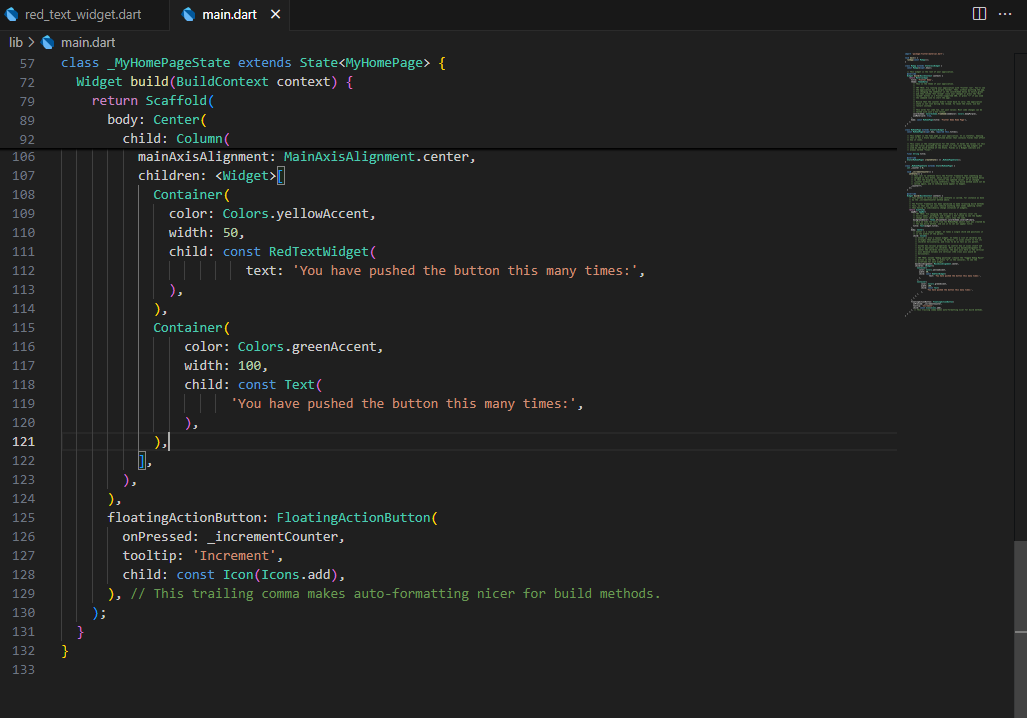 red_text_widget.dart
main.dart
lib > main.dart
57 class _MyHomePageState extends State<MyHomePage> {
72 Widget build(BuildContext context) {
79 return Scaffold(
89 body: Center(
92 child: Column(
106 mainAxisAlignment: MainAxisAlignment.center,
107 children: <Widget>[
108 Container(
109 color: Colors.yellowAccent,
110 width: 50,
111 child: const RedTextWidget(
112 text: 'You have pushed the button this many times:',
113 ),
114 ),
115 Container(
116 color: Colors.greenAccent,
117 width: 100,
118 child: const Text(
119 'You have pushed the button this many times:',
120 ),
121 ),
122 ],
123 ),
124 ),
125 floatingActionButton: FloatingActionButton(
126 onPressed: _incrementCounter,
127 tooltip: 'Increment',
128 child: const Icon(Icons.add),
129 ), // This trailing comma makes auto-formatting nicer for build methods.
130 );
131 }
132 }
133